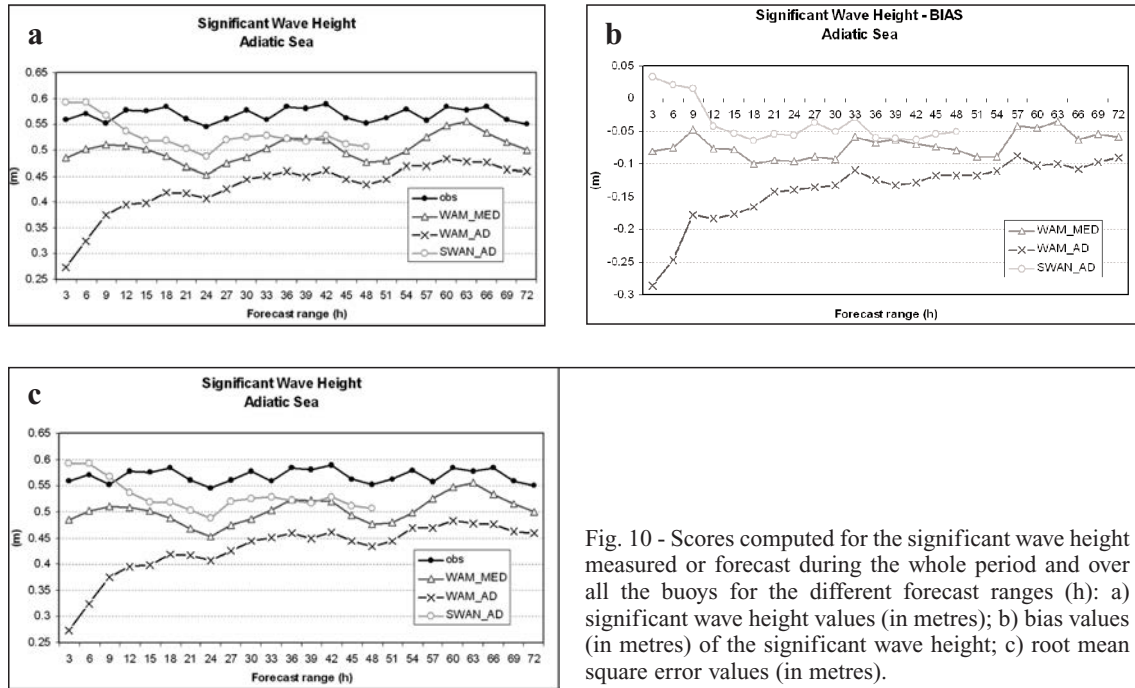 a
Significant Wave Height
Adiatic Sea
0.65
0.6
0.55
0.5
0.45
0.4
0.35
0.3
0.25
(m)
obs
WAM_MED
WAM_AD
SWAN_AD
3 6 9 12 15 18 21 24 27 30 33 36 39 42 45 48 51 54 57 60 63 66 69 72
Forecast range (h)
b
Significant Wave Height - BIAS
Adiatic Sea
0.05
0
-0.05
-0.1
-0.15
-0.2
-0.25
-0.3
(m)
3 6 9 12 15 18 21 24 27 30 33 36 39 42 45 48 51 54 57 60 63 66 69 72
WAM_MED
WAM_AD
SWAN_AD
Forecast range (h)
c
Significant Wave Height
Adiatic Sea
0.65
0.6
0.55
0.5
0.45
0.4
0.35
0.3
0.25
(m)
obs
WAM_MED
WAM_AD
SWAN_AD
3 6 9 12 15 18 21 24 27 30 33 36 39 42 45 48 51 54 57 60 63 66 69 72
Forecast range (h)
Fig. 10 - Scores computed for the significant wave height
measured or forecast during the whole period and over
all the buoys for the different forecast ranges (h): a)
significant wave height values (in metres); b) bias values
(in metres) of the significant wave height; c) root mean
square error values (in metres).